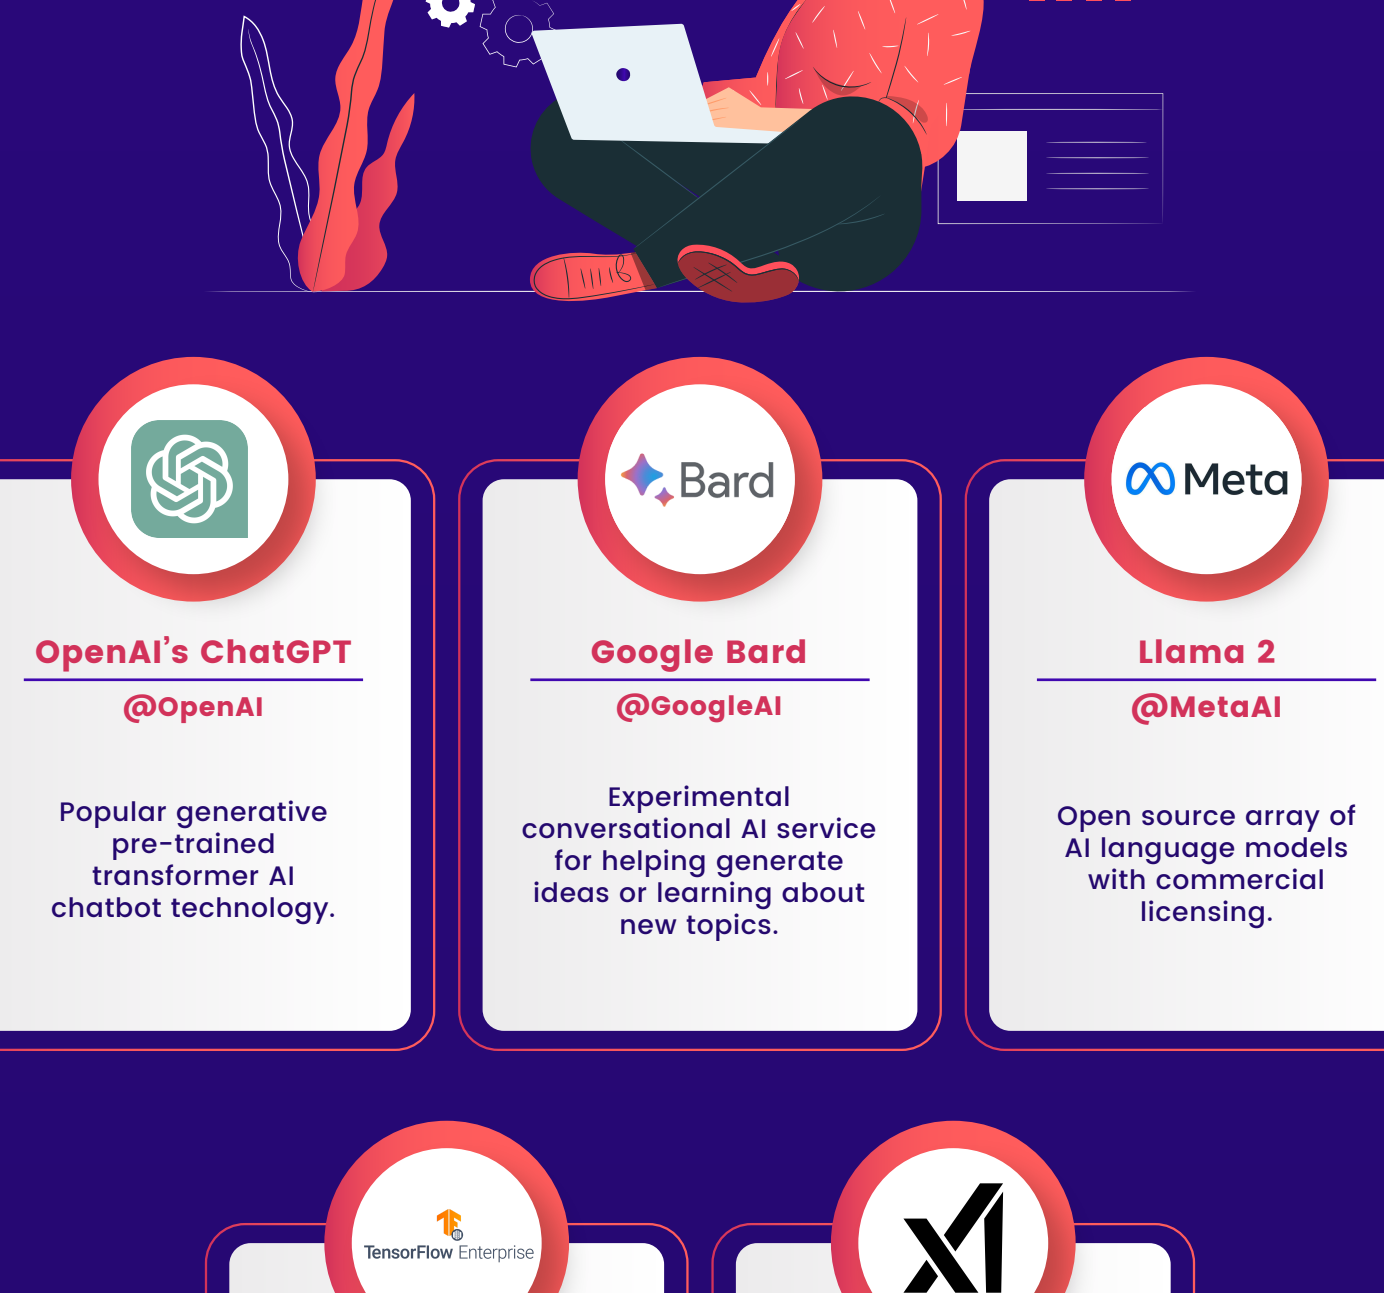 Bard
Meta
OpenAI’s ChatGPT
@OpenAI
Popular generative
pre-trained
transformer AI
chatbot technology.
Google Bard
@GoogleAI
Experimental
conversational AI service
for helping generate
ideas or learning about
new topics.
Llama 2
@MetaAI
Open source array of
AI language models
with commercial
licensing.
TensorFlow Enterprise
xI